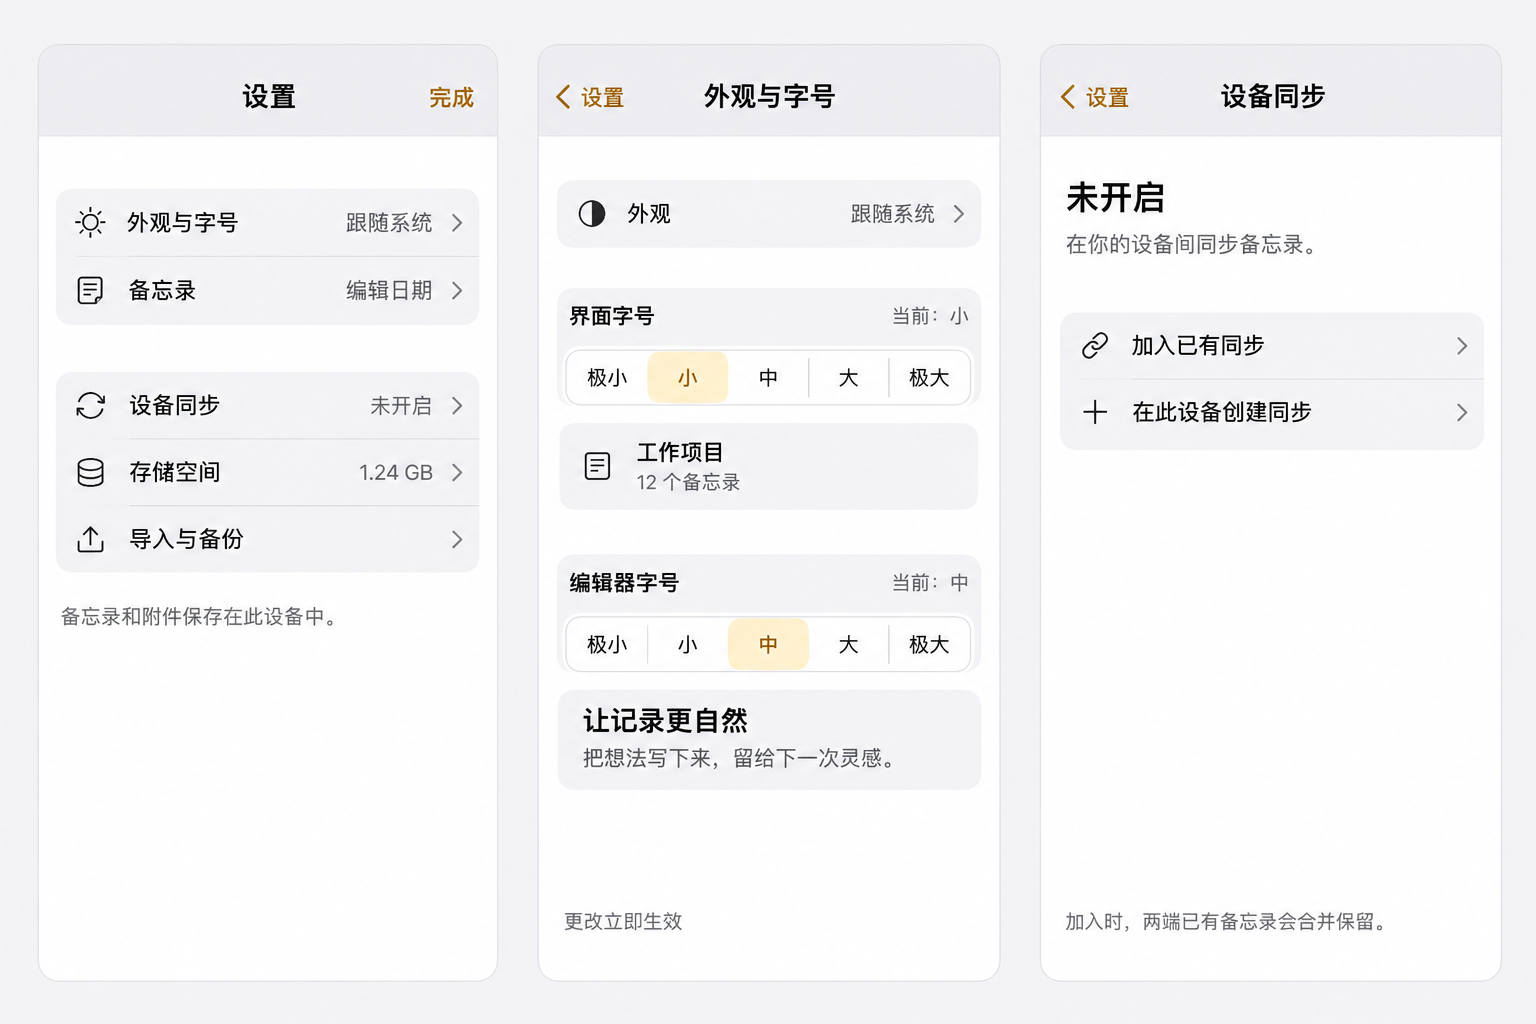 设置
完成
外观与字号 跟随系统
备忘录 编辑日期
设备同步 未开启
存储空间 1.24 GB
导入与备份
备忘录和附件保存在此设备中。
设置
外观与字号
外观 跟随系统
界面字号 当前：小
极小 小 中 大 极大
工作项目
12 个备忘录
编辑器字号 当前：中
极小 小 中 大 极大
让记录更自然
把想法写下来，留给下一次灵感。
更改立即生效
设置
设备同步
未开启
在你的设备间同步备忘录。
加入已有同步
在此设备创建同步
加入时，两端已有备忘录会合并保留。